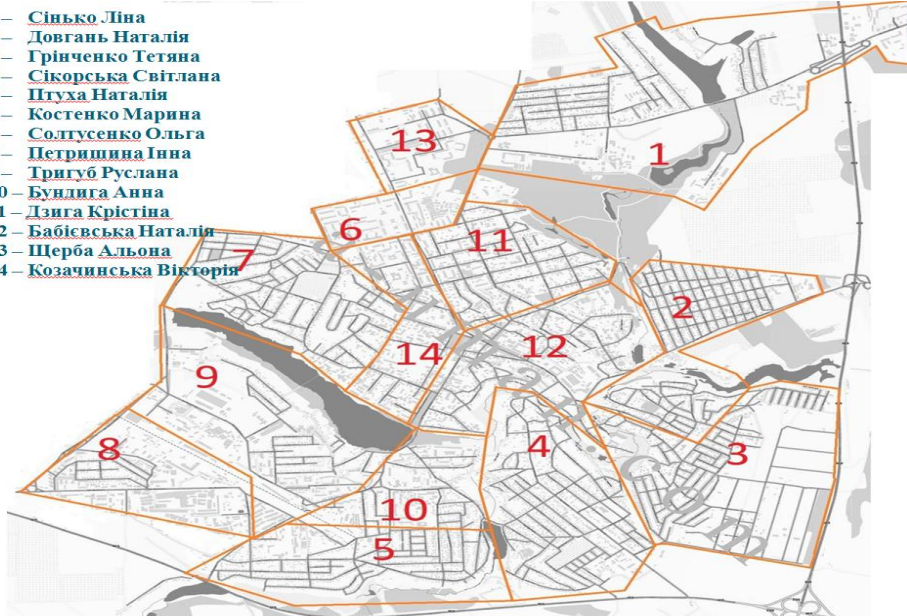 – Сінько Ліна
– Довгань Наталія
– Грінченко Тетяна
– Сікорська Світлана
– Птуха Наталія
– Костенко Марина
– Солтусенко Ольга
– Петришина Інна
– Тригуб Руслана
0 – Бундига Анна
1 – Дзига Крістіна
2 – Бабієвська Наталія
3 – Щерба Альона
4 – Козачинська Вікторія
13
1
6
11
7
2
12
14
9
4
3
8
10
5